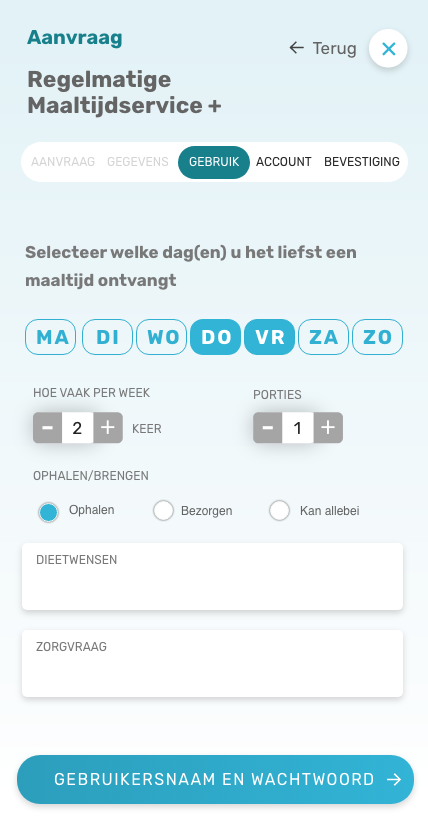 Aanvraag
← Terug
Regelmatige
Maaltijdservice +
AANVRAAG GEGEVENS GEBRUIK ACCOUNT BEVESTIGING
Selecteer welke dag(en) u het liefst een
maaltijd ontvangt
MA DI WO DO VR ZA ZO
HOE VAAK PER WEEK PORTIES
- 2 + KEER - 1 +
OPHALEN/BRENGEN
Ophalen Bezorgen Kan allebei
DIEETWENSEN
ZORGVRAAG
GEBRUIKERSNAAM EN WACHTWOORD →